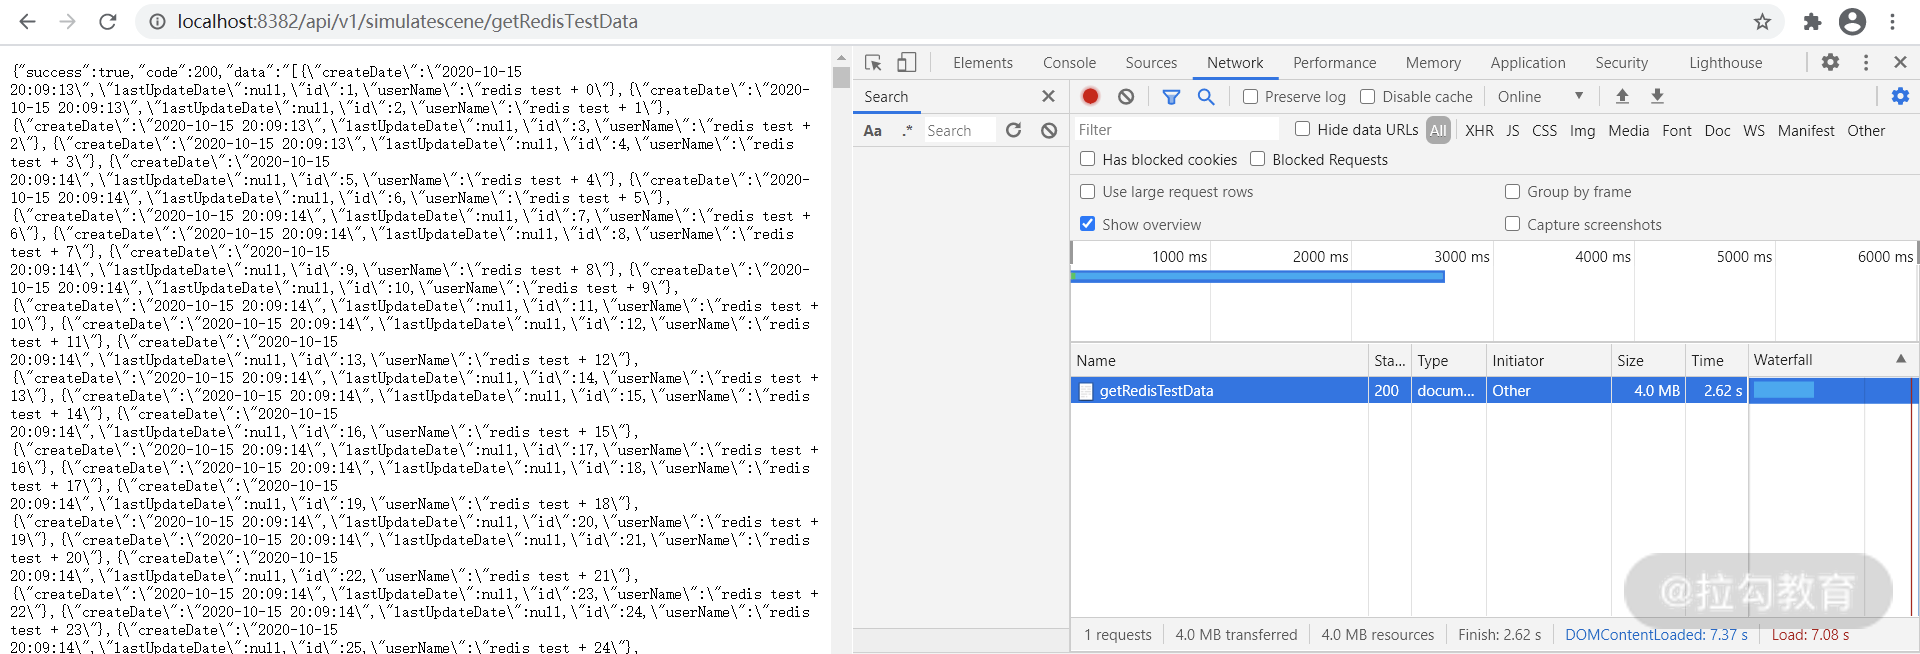 localhost:8382/api/v1/simulatescene/getRedisTestData
{"success":true,"code":200,"data":"[{\"createDate\":\"2020-10-15
20:09:13\",\"lastUpdateDate\":null,\"id\":1,\"userName\":\"redis test + 0\"},{\"createDate\":\"2020-
10-15 20:09:13\",\"lastUpdateDate\":null,\"id\":2,\"userName\":\"redis test + 1\"},
{\"createDate\":\"2020-10-15 20:09:13\",\"lastUpdateDate\":null,\"id\":3,\"userName\":\"redis test +
2\"},{\"createDate\":\"2020-10-15 20:09:13\",\"lastUpdateDate\":null,\"id\":4,\"userName\":\"redis
test + 3\"},{\"createDate\":\"2020-10-15
20:09:14\",\"lastUpdateDate\":null,\"id\":5,\"userName\":\"redis test + 4\"},{\"createDate\":\"2020-
10-15 20:09:14\",\"lastUpdateDate\":null,\"id\":6,\"userName\":\"redis test + 5\"},
{\"createDate\":\"2020-10-15 20:09:14\",\"lastUpdateDate\":null,\"id\":7,\"userName\":\"redis test +
6\"},{\"createDate\":\"2020-10-15 20:09:14\",\"lastUpdateDate\":null,\"id\":8,\"userName\":\"redis
test + 7\"},{\"createDate\":\"2020-10-15
20:09:14\",\"lastUpdateDate\":null,\"id\":9,\"userName\":\"redis test + 8\"},{\"createDate\":\"2020-
10-15 20:09:14\",\"lastUpdateDate\":null,\"id\":10,\"userName\":\"redis test + 9\"},
{\"createDate\":\"2020-10-15 20:09:14\",\"lastUpdateDate\":null,\"id\":11,\"userName\":\"redis test +
10\"},{\"createDate\":\"2020-10-15 20:09:14\",\"lastUpdateDate\":null,\"id\":12,\"userName\":\"redis
test + 11\"},{\"createDate\":\"2020-10-15
20:09:14\",\"lastUpdateDate\":null,\"id\":13,\"userName\":\"redis test + 12\"},
{\"createDate\":\"2020-10-15 20:09:14\",\"lastUpdateDate\":null,\"id\":14,\"userName\":\"redis test +
13\"},{\"createDate\":\"2020-10-15 20:09:14\",\"lastUpdateDate\":null,\"id\":15,\"userName\":\"redis
test + 14\"},{\"createDate\":\"2020-10-15
20:09:14\",\"lastUpdateDate\":null,\"id\":16,\"userName\":\"redis test + 15\"},
{\"createDate\":\"2020-10-15 20:09:14\",\"lastUpdateDate\":null,\"id\":17,\"userName\":\"redis test +
16\"},{\"createDate\":\"2020-10-15 20:09:14\",\"lastUpdateDate\":null,\"id\":18,\"userName\":\"redis
test + 17\"},{\"createDate\":\"2020-10-15
20:09:14\",\"lastUpdateDate\":null,\"id\":19,\"userName\":\"redis test + 18\"},
{\"createDate\":\"2020-10-15 20:09:14\",\"lastUpdateDate\":null,\"id\":20,\"userName\":\"redis test +
19\"},{\"createDate\":\"2020-10-15 20:09:14\",\"lastUpdateDate\":null,\"id\":21,\"userName\":\"redis
test + 20\"},{\"createDate\":\"2020-10-15
20:09:14\",\"lastUpdateDate\":null,\"id\":22,\"userName\":\"redis test + 21\"},
{\"createDate\":\"2020-10-15 20:09:14\",\"lastUpdateDate\":null,\"id\":23,\"userName\":\"redis test +
22\"},{\"createDate\":\"2020-10-15 20:09:14\",\"lastUpdateDate\":null,\"id\":24,\"userName\":\"redis
test + 23\"},{\"createDate\":\"2020-10-15
20:09:14\",\"lastUpdateDate\":null,\"id\":25,\"userName\":\"redis test + 24\"},
Elements Console Sources Network Performance Memory Application Security Lighthouse
Search
Aa .* Search
Preserve log Disable cache Online
Filter Hide data URLs All XHR JS CSS Img Media Font Doc WS Manifest Other
Has blocked cookies Blocked Requests
Use large request rows Group by frame
Show overview Capture screenshots
1000 ms 2000 ms 3000 ms 4000 ms 5000 ms 6000 ms
Name Sta... Type Initiator Size Time Waterfall
getRedisTestData 200 docum... Other 4.0 MB 2.62 s
@拉勾教育
1 requests 4.0 MB transferred 4.0 MB resources Finish: 2.62 s DOMContentLoaded: 7.37 s Load: 7.08 s